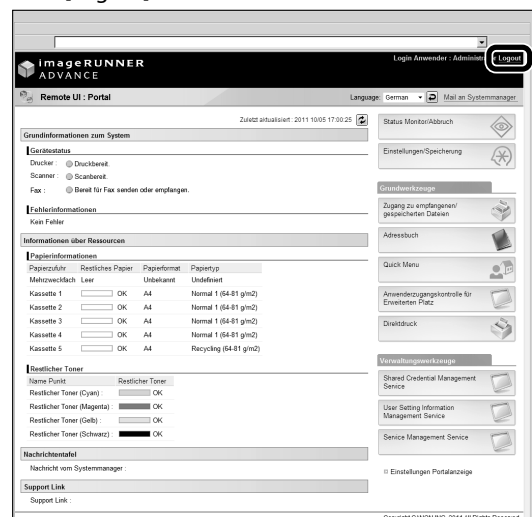 imageRUNNER
ADVANCE
Login Anwender : Administr r Logout
Remote UI : Portal
Language: German
Mail an Systemmanager
Zuletzt aktualisiert : 2011 10/05 17:00:25
Grundinformationen zum System
Gerätestatus
Drucker : Druckbereit.
Scanner : Scanbereit.
Fax : Bereit für Fax senden oder empfangen.
Fehlerinformationen
Kein Fehler
Informationen über Ressourcen
Papierinformationen
Papierzufuhr Restliches Papier Papierformat Papiertyp
Mehrzweckfach Leer Unbekannt Undefiniert
Kassette 1 OK A4 Normal 1 (64-81 g/m2)
Kassette 2 OK A4 Normal 1 (64-81 g/m2)
Kassette 3 OK A4 Normal 1 (64-81 g/m2)
Kassette 4 OK A4 Normal 1 (64-81 g/m2)
Kassette 5 OK A4 Recycling (64-81 g/m2)
Restlicher Toner
Name Punkt Restlicher Toner
Restlicher Toner (Cyan) : OK
Restlicher Toner (Magenta) : OK
Restlicher Toner (Gelb) : OK
Restlicher Toner (Schwarz) : OK
Nachrichtentafel
Nachricht vom Systemmanager :
Support Link
Support Link :
Status Monitor/Abbruch
Einstellungen/Speicherung
Grundwerkzeuge
Zugang zu empfangenen/
gespeicherten Dateien
Adressbuch
Quick Menu
Anwenderzugangskontrolle für
Erweiterten Platz
Direktdruck
Verwaltungswerkzeuge
Shared Credential Management
Service
User Setting Information
Management Service
Service Management Service
Einstellungen Portalanzeige